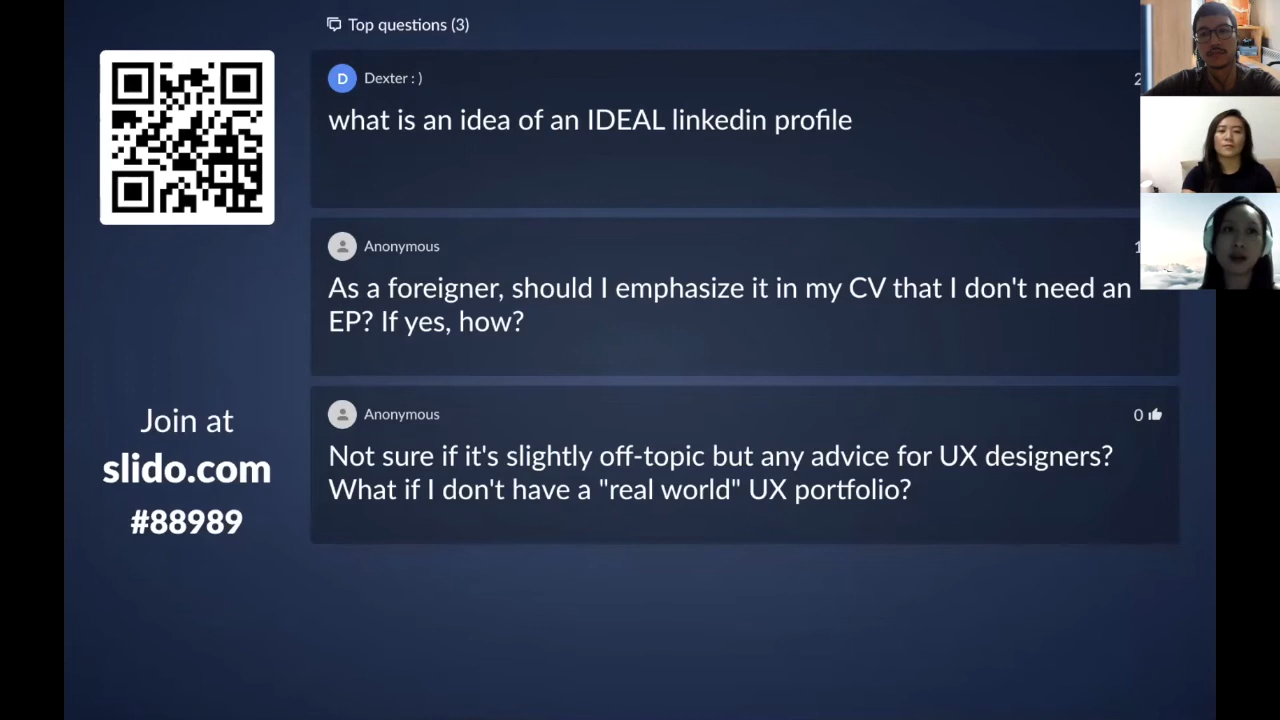 Top questions (3)
D
Dexter : )
2
what is an idea of an IDEAL linkedin profile
Anonymous
1
As a foreigner, should I emphasize it in my CV that I don't need an
EP? If yes, how?
Anonymous
0
Not sure if it's slightly off-topic but any advice for UX designers?
What if I don't have a "real world" UX portfolio?
Join at
slido.com
#88989